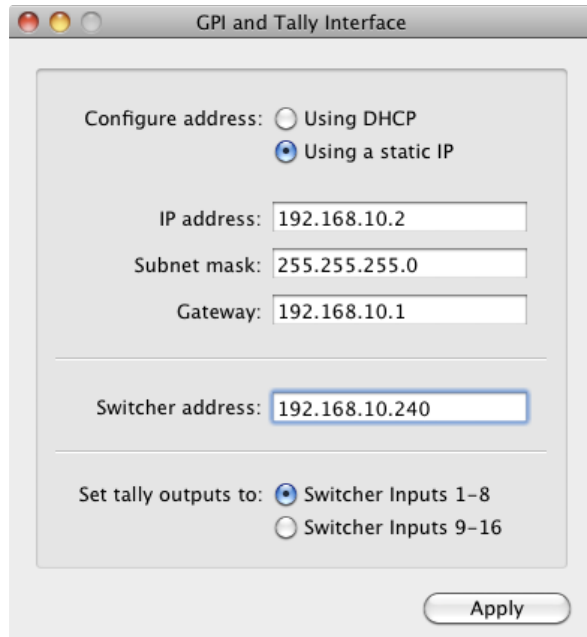 GPI and Tally Interface
Configure address: Using DHCP
Using a static IP
IP address: 192.168.10.2
Subnet mask: 255.255.255.0
Gateway: 192.168.10.1
Switcher address: 192.168.10.240
Set tally outputs to: Switcher Inputs 1–8
Switcher Inputs 9–16
Apply